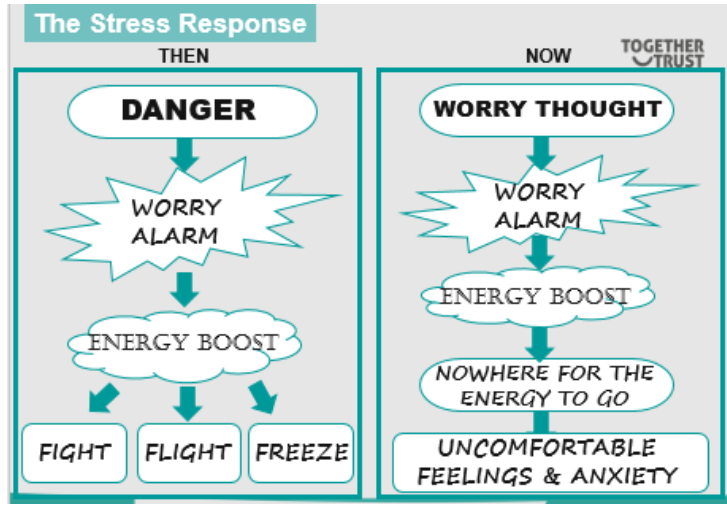 The Stress Response
THEN
DANGER
WORRY
ALARM
ENERGY BOOST
FIGHT
FLIGHT
FREEZE
NOW
TOGETHER
TRUST
WORRY THOUGHT
WORRY
ALARM
ENERGY BOOST
NOWHERE FOR THE
ENERGY TO GO
UNCOMFORTABLE
FEELINGS & ANXIETY